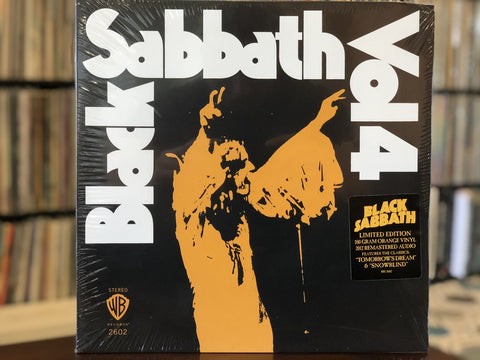 Black
Sabbath
Vol 4
BLACK
SABBATH
LIMITED EDITION
180 GRAM ORANGE VINYL
2012 REMASTERED AUDIO
FEATURES THE CLASSICS
"TOMORROW'S DREAM"
& "SNOWBLIND"
STEREO
WB
RECORDS
2602